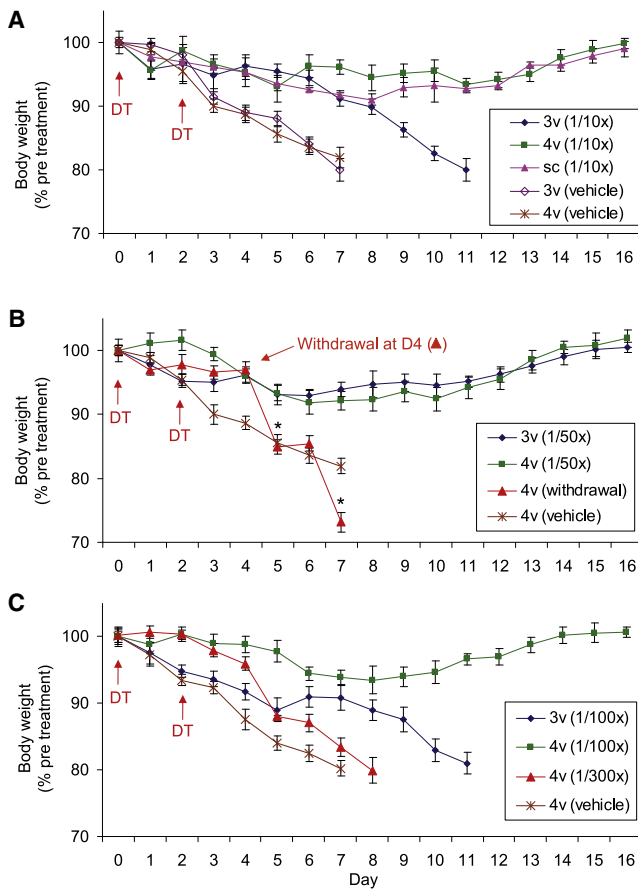 A
Body weight
(% pre treatment)
100
90
80
70
DT
DT
3v (1/10x)
4v (1/10x)
sc (1/10x)
3v (vehicle)
4v (vehicle)
0 1 2 3 4 5 6 7 8 9 10 11 12 13 14 15 16
B
Body weight
(% pre treatment)
100
90
80
70
DT
DT
Withdrawal at D4 (▲)
*
*
3v (1/50x)
4v (1/50x)
4v (withdrawal)
4v (vehicle)
0 1 2 3 4 5 6 7 8 9 10 11 12 13 14 15 16
C
Body weight
(% pre treatment)
100
90
80
70
DT
DT
3v (1/100x)
4v (1/100x)
4v (1/300x)
4v (vehicle)
0 1 2 3 4 5 6 7 8 9 10 11 12 13 14 15 16
Day